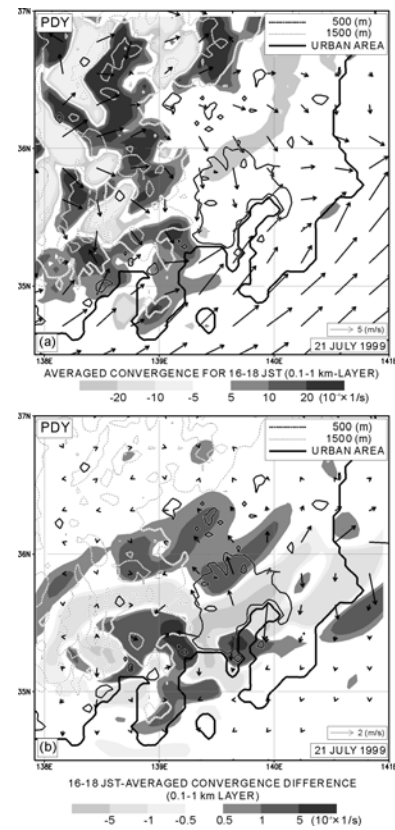 37N
PDY
500 (m)
1500 (m)
URBAN AREA
36N
35N
5 (m/s)
(a)
21 JULY 1999
138E
139E
140E
141E
AVERAGED CONVERGENCE FOR 16-18 JST (0.1-1 km-LAYER)
-20 -10 -5 5 10 20 (10⁻⁵ 1/s)
37N
PDY
500 (m)
1500 (m)
URBAN AREA
36N
35N
2 (m/s)
(b)
21 JULY 1999
138E
139E
140E
141E
16-18 JST-AVERAGED CONVERGENCE DIFFERENCE
(0.1-1 km LAYER)
-5 -1 -0.5 0.5 1 5